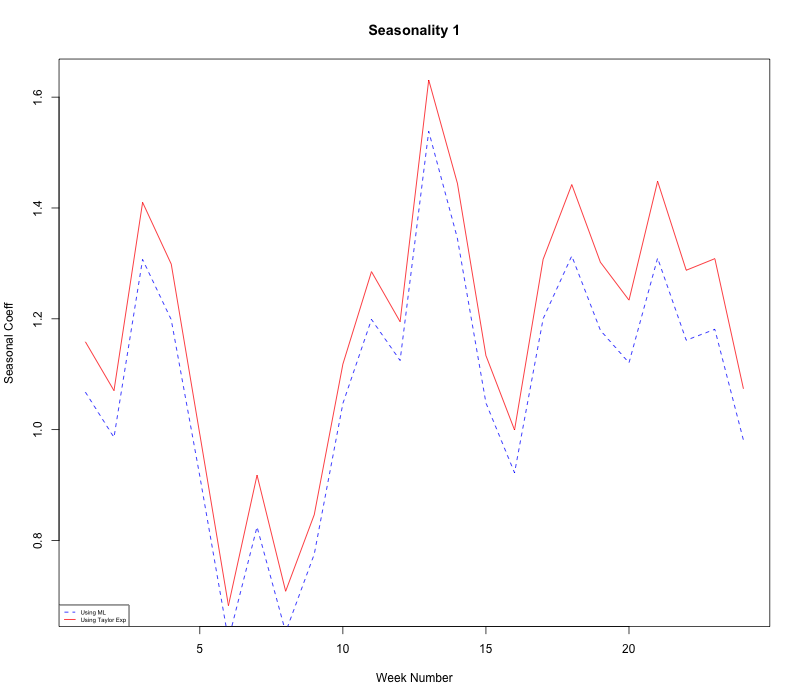 Seasonality 1
Seasonal Coeff
1.6
1.4
1.2
1.0
0.8
Using ML
Using Taylor Exp
5 10 15 20
Week Number